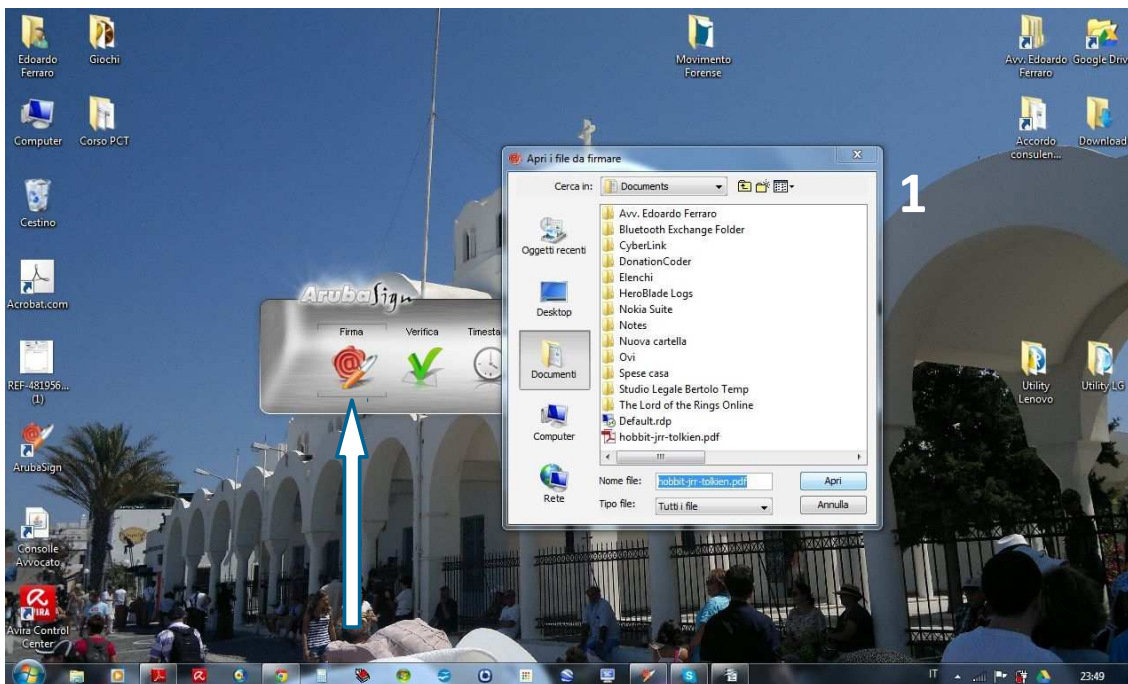 Edoardo
Ferraro
Giochi
Movimento
Forense
Avv. Edoardo
Ferraro
Google Driv
Computer
Corso PCT
Accordo
consulen...
Download
Cestino
Acrobat.com
REF-481956...
(1)
ArubaSign
Consolle
Avvocato
AVIRA
Avira Control
Center
Utility
Lenovo
Utility LG
ArubaSign
Firma
Verifica
Timesta
Apri i file da firmare
Cerca in:
Documents
Oggetti recenti
Desktop
Documenti
Computer
Rete
Avv. Edoardo Ferraro
Bluetooth Exchange Folder
CyberLink
DonationCoder
Elenchi
HeroBlade Logs
Nokia Suite
Notes
Nuova cartella
Ovi
Spese casa
Studio Legale Bertolo Temp
The Lord of the Rings Online
Default.rdp
hobbit-jrr-tolkien.pdf
Nome file:
hobbit-jrr-tolkien.pdf
Apri
Tipo file:
Tutti i file
Annulla
1
IT
23:49